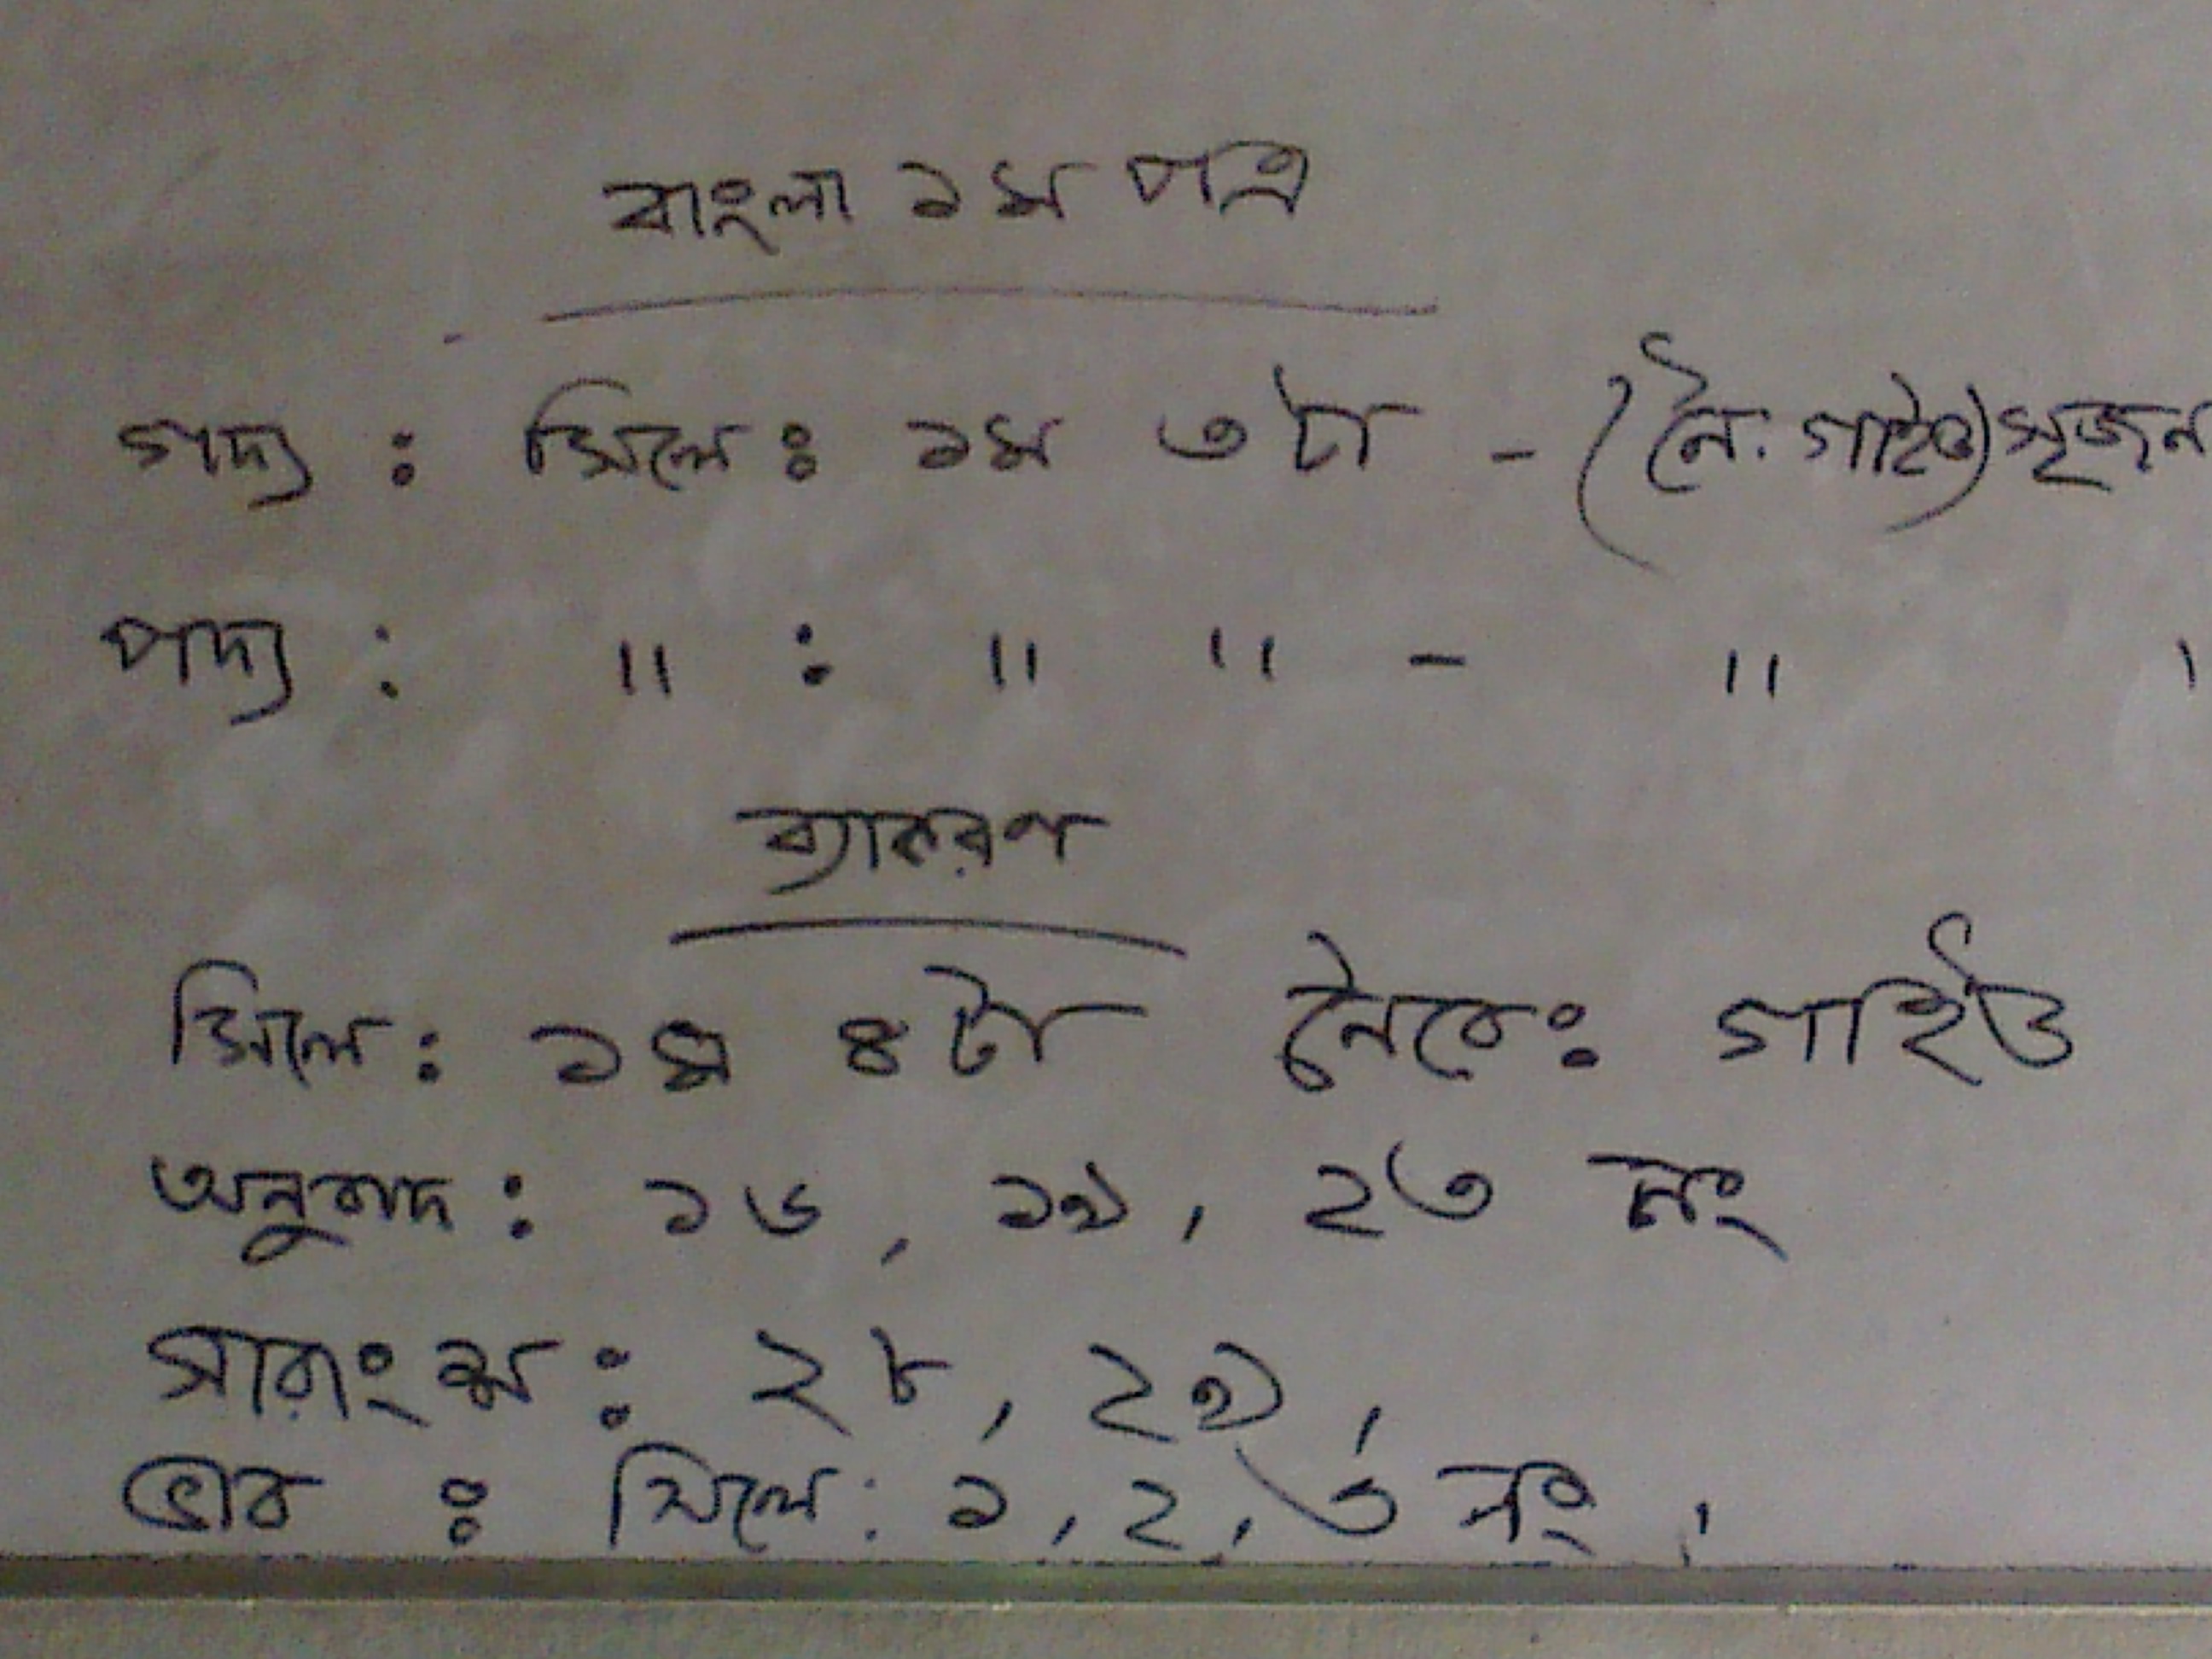 বাংলা ১ম পত্র
গদ্য : সিলে: ১ম ৩টা - (নৈ. গাইড) সৃজন
পদ্য : " : " " - "
ব্যাকরণ
সিলে: ১ম ৪টা নৈর্বে: গাইড
অনুবাদ : ১৬, ১৯, ২৩ নং
সারাংশ : ২৮, ২৯,
ভাব : সিলে: ১, ২, ৩ নং ,